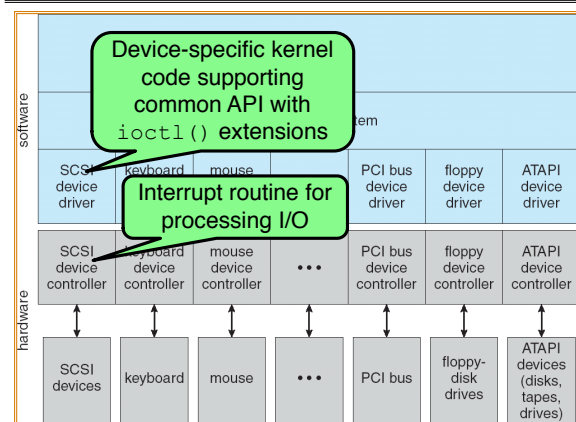 Device-specific kernel
code supporting
common API with
ioctl() extensions
software
SCSI
device
driver
keyboard
mouse
PCI bus
device
driver
floppy
device
driver
ATAPI
device
driver
Interrupt routine for
processing I/O
hardware
SCSI
device
controller
keyboard
device
controller
mouse
device
controller
•••
PCI bus
device
controller
floppy
device
controller
ATAPI
device
controller
SCSI
devices
keyboard
mouse
•••
PCI bus
floppy-
disk
drives
ATAPI
devices
(disks,
tapes,
drives)